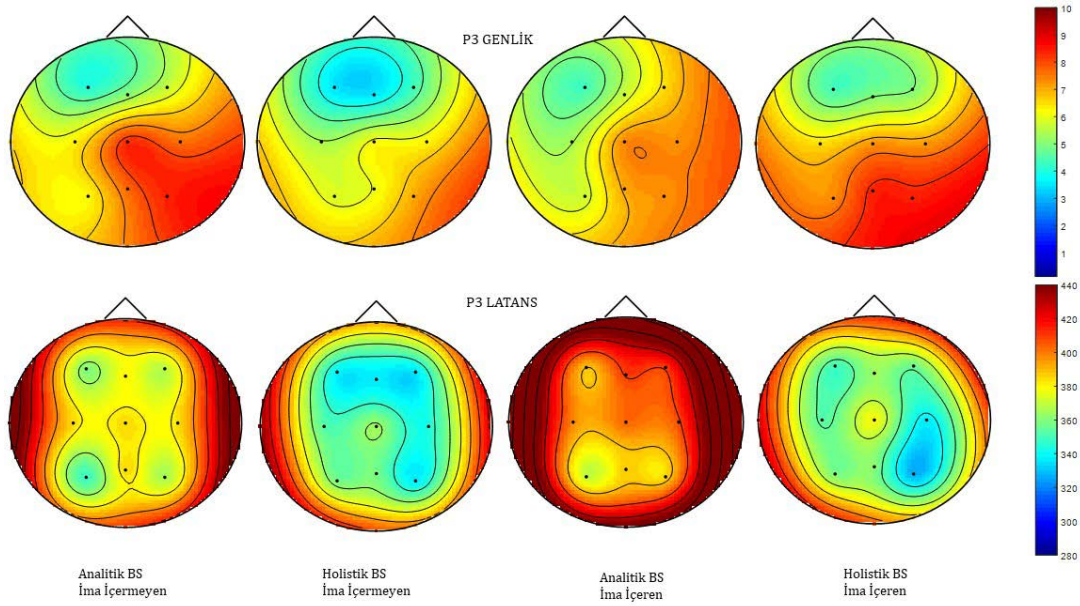 P3 GENLİK
10
9
8
7
6
5
4
3
2
1
P3 LATANS
440
420
400
380
360
340
320
300
280
Analitik BS
İma İçermeyen
Holistik BS
İma İçermeyen
Analitik BS
İma İçeren
Holistik BS
İma İçeren